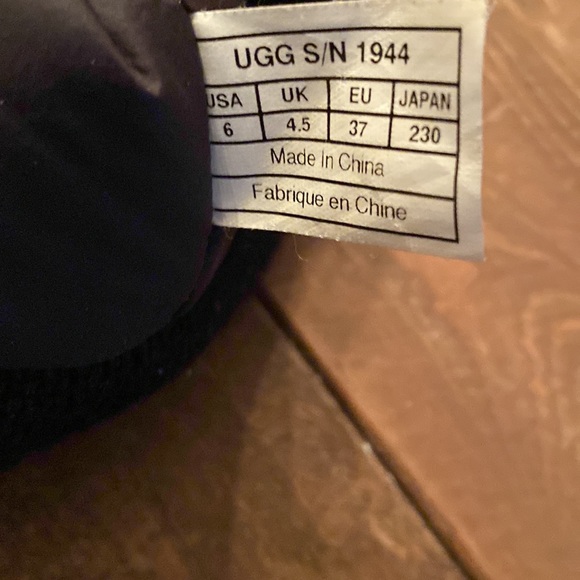 UGG S/N 1944
USA UK EU JAPAN
6 4.5 37 230
Made In China
Fabrique en Chine